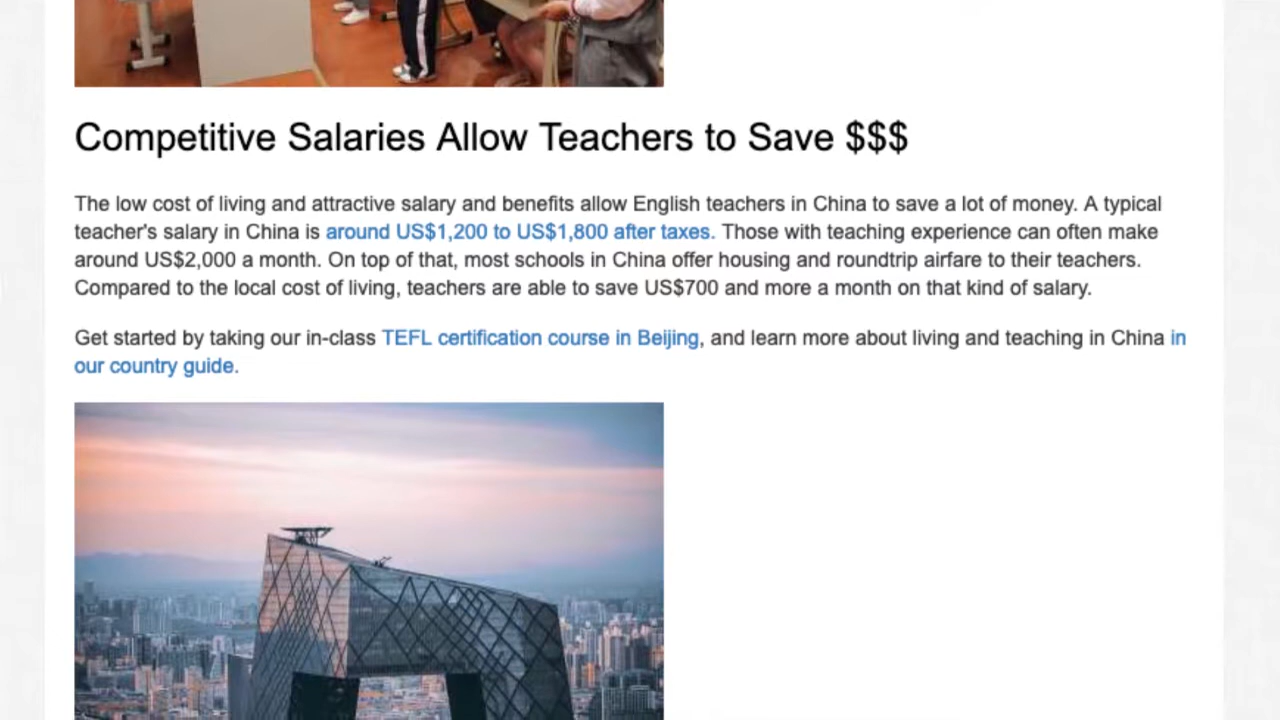 Competitive Salaries Allow Teachers to Save $$$
The low cost of living and attractive salary and benefits allow English teachers in China to save a lot of money. A typical
teacher's salary in China is around US$1,200 to US$1,800 after taxes. Those with teaching experience can often make
around US$2,000 a month. On top of that, most schools in China offer housing and roundtrip airfare to their teachers.
Compared to the local cost of living, teachers are able to save US$700 and more a month on that kind of salary.
Get started by taking our in-class TEFL certification course in Beijing, and learn more about living and teaching in China in
our country guide.